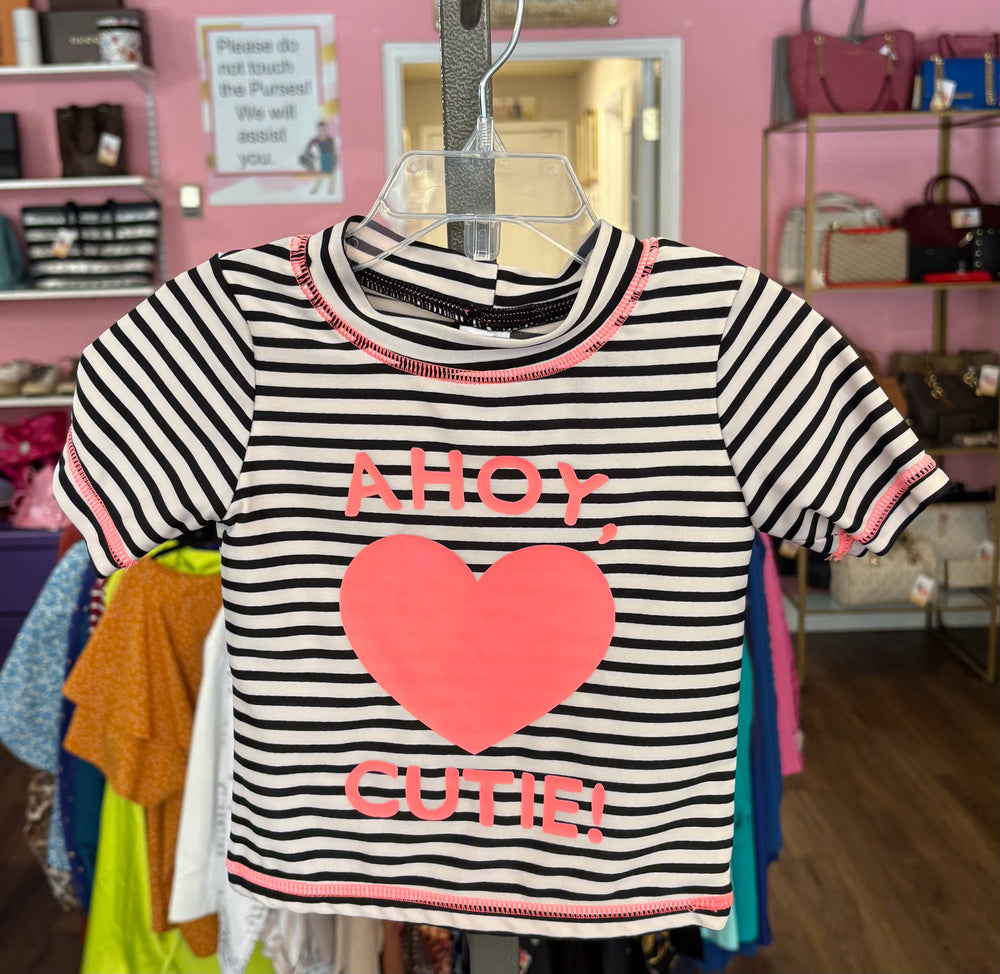 Please do
not touch
the Purses!
We will
assist
you.
AHOY,
CUTIE!